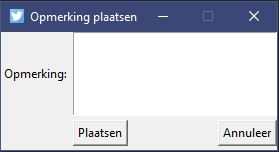 Opmerking plaatsen
Opmerking:
Plaatsen
Annuleer